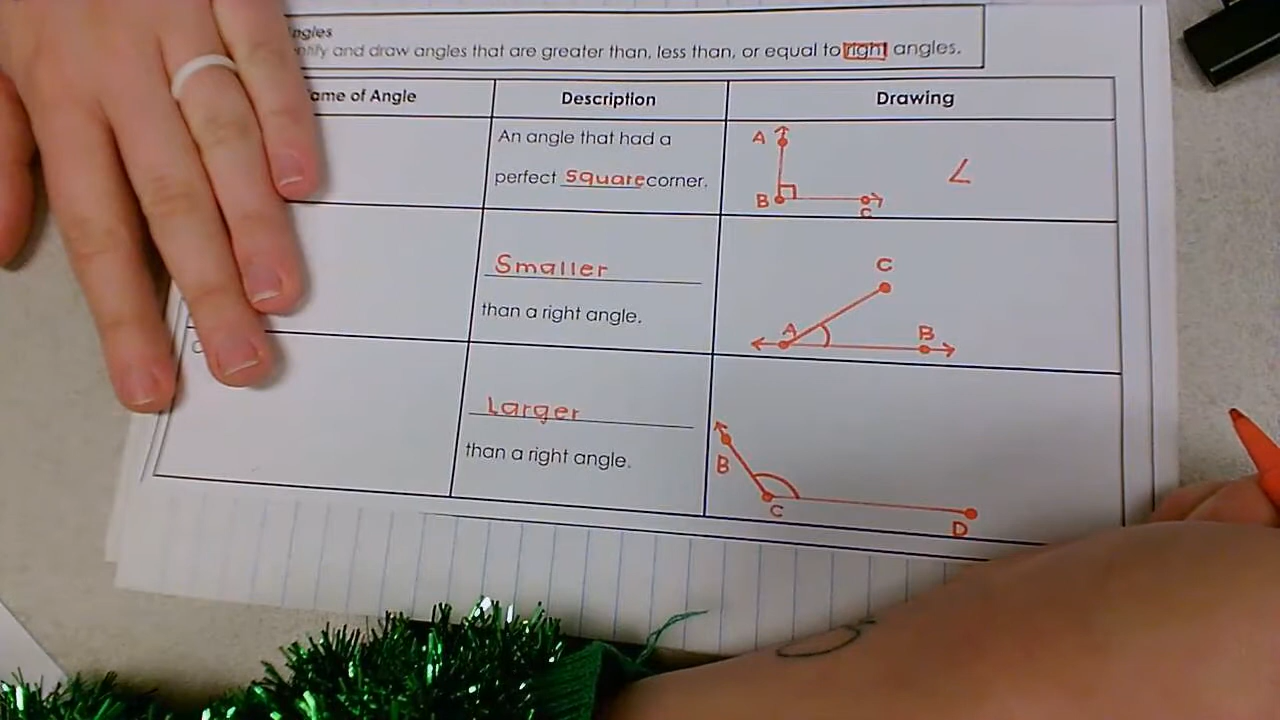 ngles
entify and draw angles that are greater than, less than, or equal to right angles.
ame of Angle Description Drawing
An angle that had a
perfect square corner.
A
B
C
∠
Smaller
than a right angle.
C
A
B
Larger
than a right angle.
B
C
D